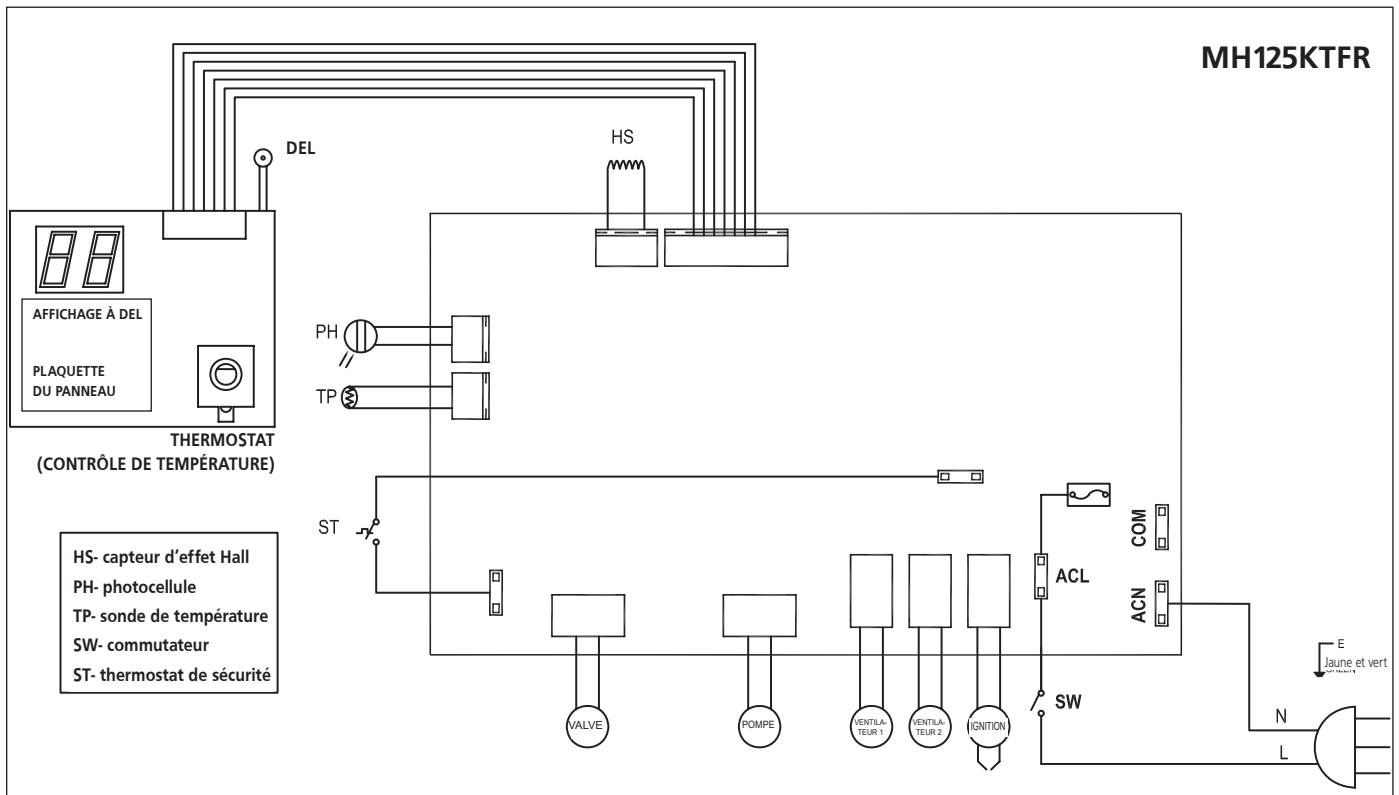 MH125KTFR
HS
DEL
AFFICHAGE À DEL
PLAQUETTE
DU PANNEAU
THERMOSTAT
(CONTRÔLE DE TEMPÉRATURE)
PH
TP
ST
HS- capteur d'effet Hall
PH- photocellule
TP- sonde de température
SW- commutateur
ST- thermostat de sécurité
COM
ACL
ACN
SW
VALVE
POMPE
VENTILA-
TEUR 1
VENTILA-
TEUR 2
IGNITION
E
Jaune et vert
N
L